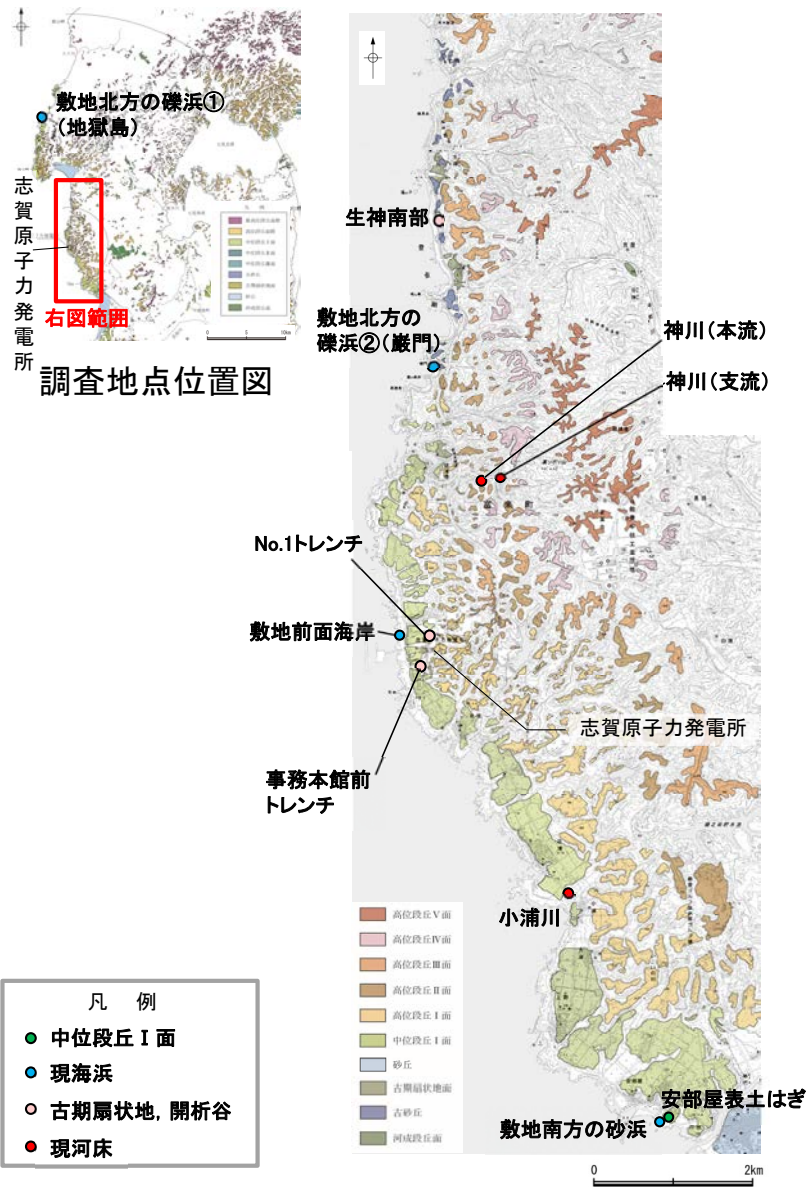 敷地北方の礫浜①
(地獄島)
志賀原子力発電所
右図範囲
0 5 10km
調査地点位置図
生神南部
敷地北方の
礫浜②(巌門)
神川(本流)
神川(支流)
No.1トレンチ
敷地前面海岸
志賀原子力発電所
事務本館前
トレンチ
小浦川
安部屋表土はぎ
敷地南方の砂浜
高位段丘Ⅴ面
高位段丘Ⅳ面
高位段丘Ⅲ面
高位段丘Ⅱ面
高位段丘Ⅰ面
中位段丘Ⅰ面
砂丘
古期扇状地面
古砂丘
河成段丘面
凡 例
中位段丘Ⅰ面
現海浜
古期扇状地, 開析谷
現河床
0 2km